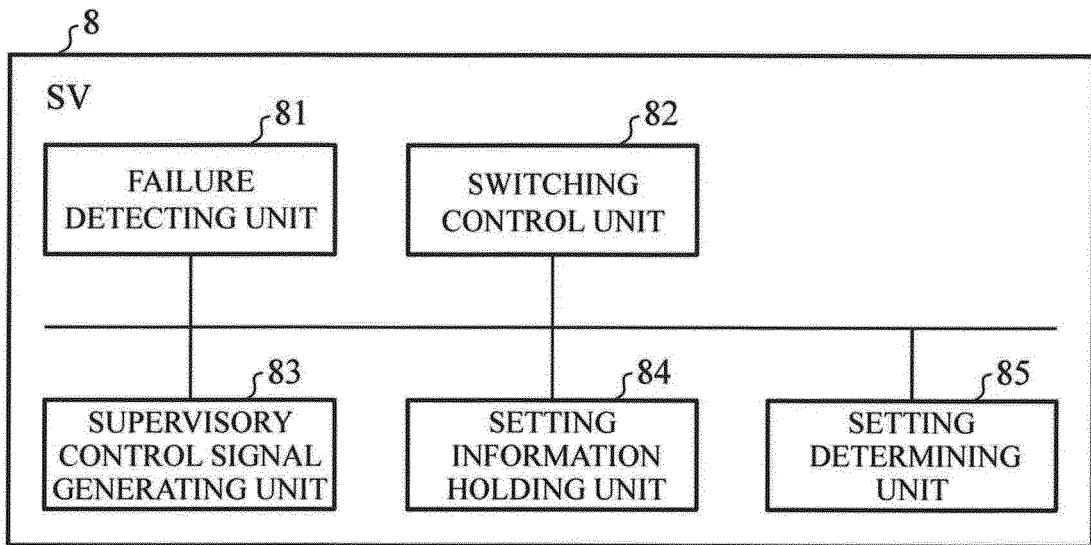 8
SV
81
FAILURE
DETECTING UNIT
82
SWITCHING
CONTROL UNIT
83
SUPERVISORY
CONTROL SIGNAL
GENERATING UNIT
84
SETTING
INFORMATION
HOLDING UNIT
85
SETTING
DETERMINING
UNIT